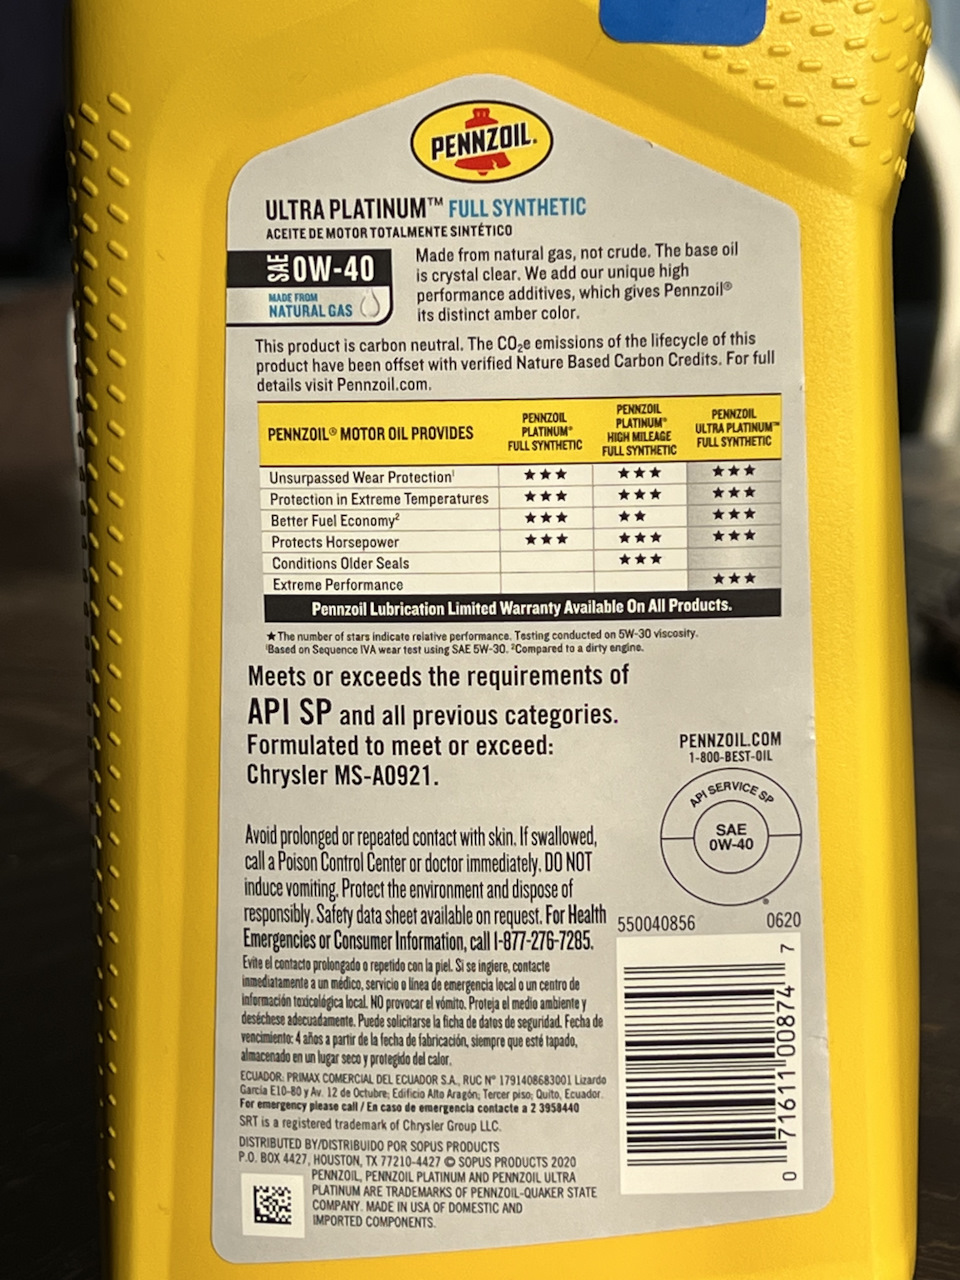 PENNZOIL®
ULTRA PLATINUM™ FULL SYNTHETIC
ACEITE DE MOTOR TOTALMENTE SINTÉTICO
SAE 0W-40
MADE FROM
NATURAL GAS
Made from natural gas, not crude. The base oil
is crystal clear. We add our unique high
performance additives, which gives Pennzoil®
its distinct amber color.
This product is carbon neutral. The CO₂e emissions of the lifecycle of this
product have been offset with verified Nature Based Carbon Credits. For full
details visit Pennzoil.com.
PENNZOIL® MOTOR OIL PROVIDES
PENNZOIL
PLATINUM®
FULL SYNTHETIC
PENNZOIL
PLATINUM®
HIGH MILEAGE
FULL SYNTHETIC
PENNZOIL
ULTRA PLATINUM™
FULL SYNTHETIC
Unsurpassed Wear Protection¹ ★★★ ★★★ ★★★
Protection in Extreme Temperatures ★★★ ★★★ ★★★
Better Fuel Economy² ★★★ ★★ ★★★
Protects Horsepower ★★★ ★★★ ★★★
Conditions Older Seals ★★★
Extreme Performance ★★★
Pennzoil Lubrication Limited Warranty Available On All Products.
★The number of stars indicate relative performance. Testing conducted on 5W-30 viscosity.
¹Based on Sequence IVA wear test using SAE 5W-30. ²Compared to a dirty engine.
Meets or exceeds the requirements of
API SP and all previous categories.
Formulated to meet or exceed:
Chrysler MS-A0921.
PENNZOIL.COM
1-800-BEST-OIL
API SERVICE SP
SAE
0W-40
®
Avoid prolonged or repeated contact with skin. If swallowed,
call a Poison Control Center or doctor immediately. DO NOT
induce vomiting. Protect the environment and dispose of
responsibly. Safety data sheet available on request. For Health
Emergencies or Consumer Information, call 1-877-276-7285.
550040856 0620
Evite el contacto prolongado o repetido con la piel. Si se ingiere, contacte
inmediatamente a un médico, servicio o línea de emergencia local o un centro de
información toxicológica local. NO provocar el vómito. Proteja el medio ambiente y
deséchese adecuadamente. Puede solicitarse la ficha de datos de seguridad. Fecha de
vencimiento: 4 años a partir de la fecha de fabricación, siempre que esté tapado,
almacenado en un lugar seco y protegido del calor.
ECUADOR: PRIMAX COMERCIAL DEL ECUADOR S.A., RUC N° 1791408683001 Lizardo
García E10-80 y Av. 12 de Octubre; Edificio Alto Aragón; Tercer piso; Quito, Ecuador.
For emergency please call / En caso de emergencia contacte a 2 3958440
SRT is a registered trademark of Chrysler Group LLC.
DISTRIBUTED BY/DISTRIBUIDO POR SOPUS PRODUCTS
P.O. BOX 4427, HOUSTON, TX 77210-4427 © SOPUS PRODUCTS 2020
PENNZOIL, PENNZOIL PLATINUM AND PENNZOIL ULTRA
PLATINUM ARE TRADEMARKS OF PENNZOIL-QUAKER STATE
COMPANY. MADE IN USA OF DOMESTIC AND
IMPORTED COMPONENTS.
0 71611 00874 7